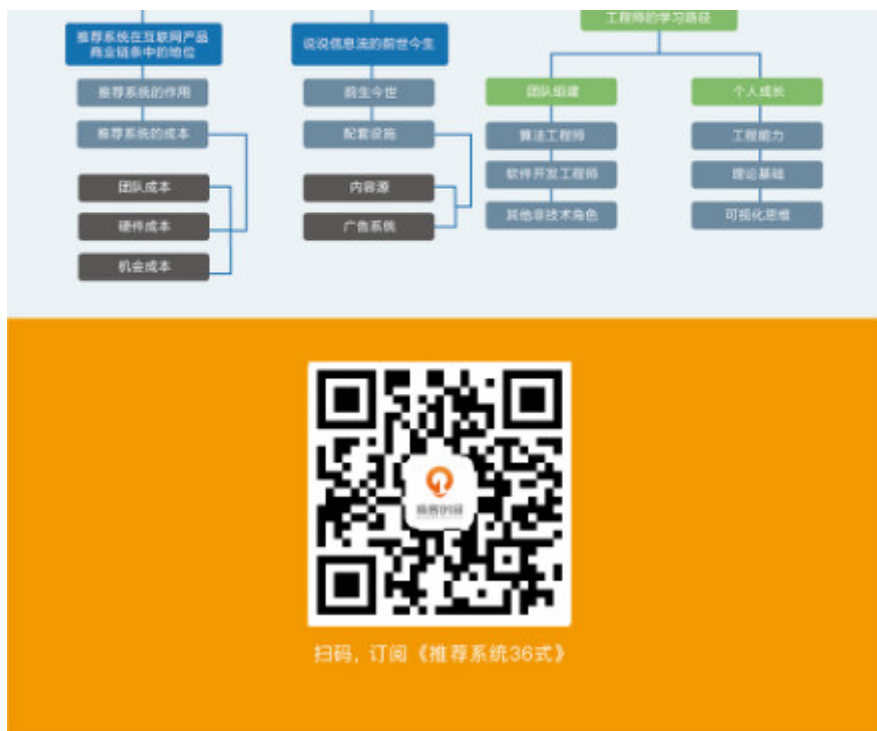 工程师的学习路径
推荐系统在互联网产品
商业链条中的地位
说说信息流的前世今生
推荐系统的作用
前生今世
团队组建
个人成长
推荐系统的成本
配套设施
算法工程师
工程能力
软件开发工程师
理论基础
团队成本
内容源
其他非技术角色
可视化思维
硬件成本
广告系统
机会成本
极客时间
扫码, 订阅《推荐系统36式》